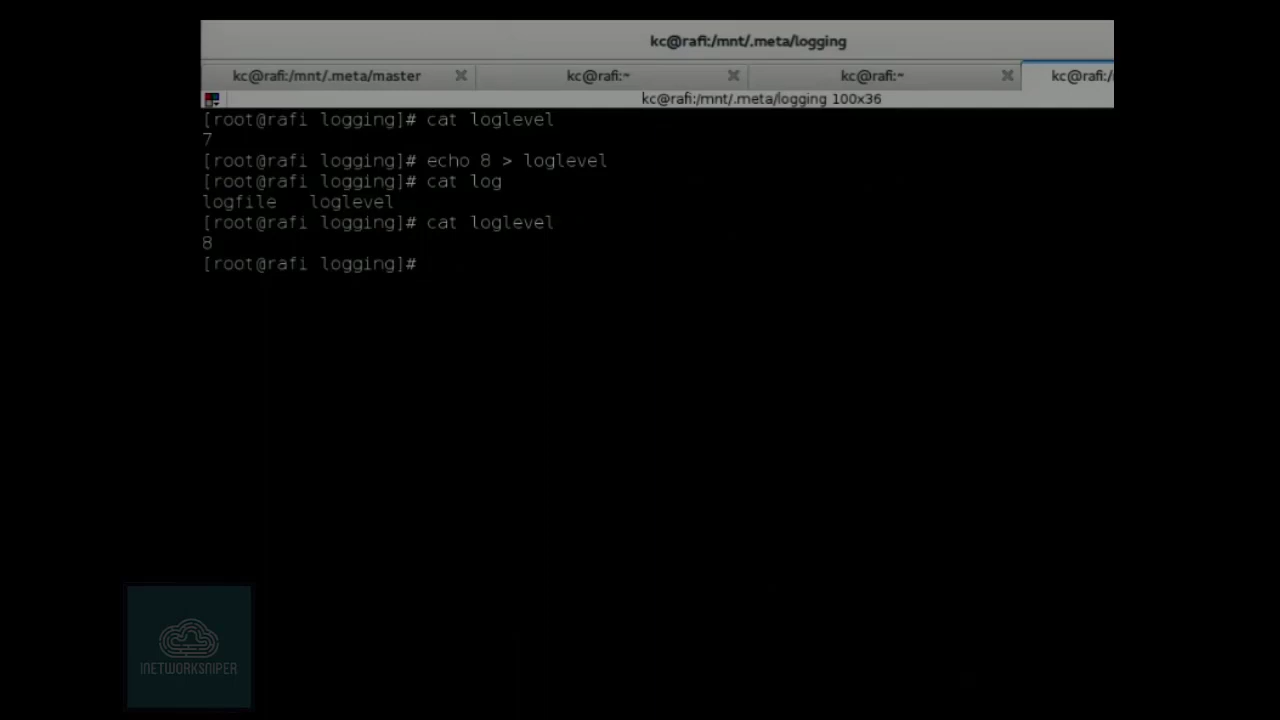 kc@rafi:/mnt/.meta/logging
kc@rafi:/mnt/.meta/master kc@rafi:~ kc@rafi:~ kc@rafi:/
kc@rafi:/mnt/.meta/logging 100x36
[root@rafi logging]# cat loglevel
7
[root@rafi logging]# echo 8 > loglevel
[root@rafi logging]# cat log
logfile loglevel
[root@rafi logging]# cat loglevel
8
[root@rafi logging]#
INETWORKSNIPER